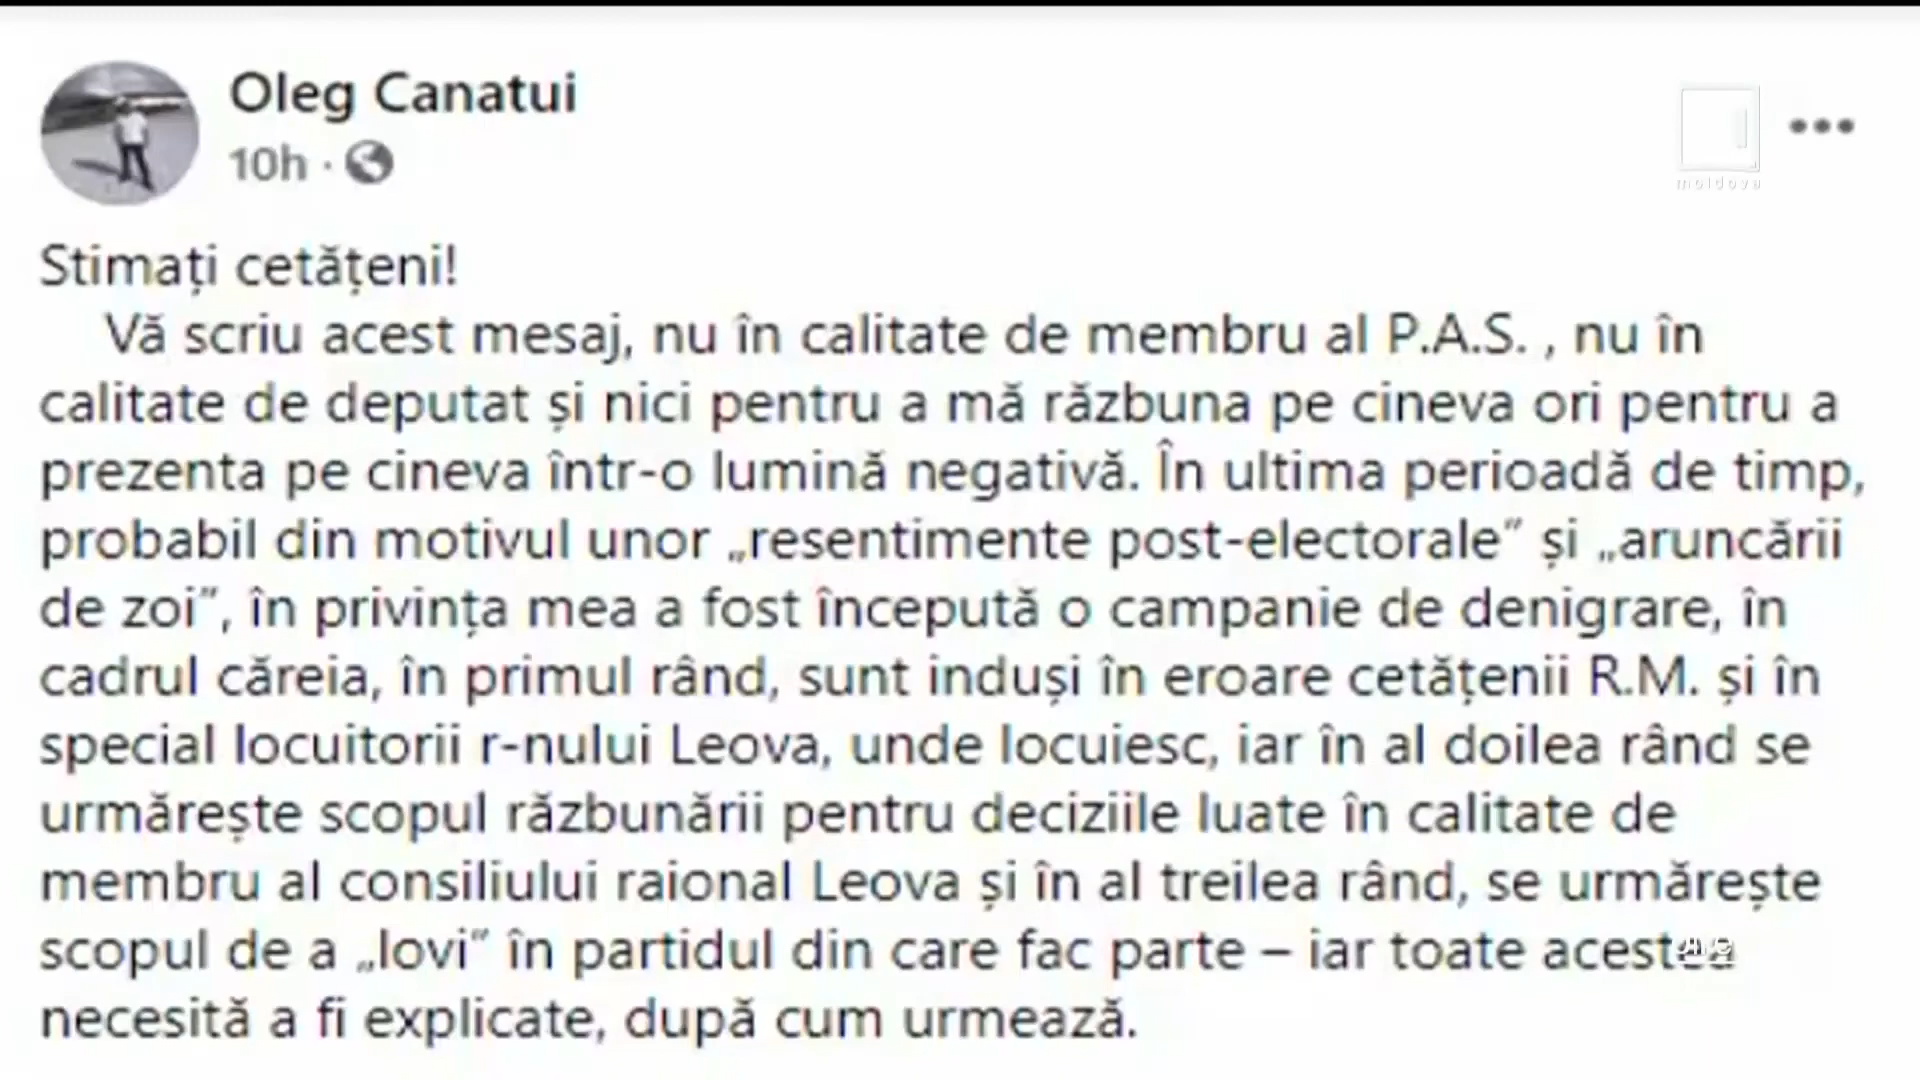 Oleg Canatui
10h ·
moldova
Stimați cetățeni!
Vă scriu acest mesaj, nu în calitate de membru al P.A.S. , nu în
calitate de deputat și nici pentru a mă răzbuna pe cineva ori pentru a
prezenta pe cineva într-o lumină negativă. În ultima perioadă de timp,
probabil din motivul unor „resentimente post-electorale” și „aruncării
de zoi”, în privința mea a fost începută o campanie de denigrare, în
cadrul căreia, în primul rând, sunt induși în eroare cetățenii R.M. și în
special locuitorii r-nului Leova, unde locuiesc, iar în al doilea rând se
urmărește scopul răzbunării pentru deciziile luate în calitate de
membru al consiliului raional Leova și în al treilea rând, se urmărește
scopul de a „lovi” în partidul din care fac parte – iar toate acestea
necesită a fi explicate, după cum urmează.